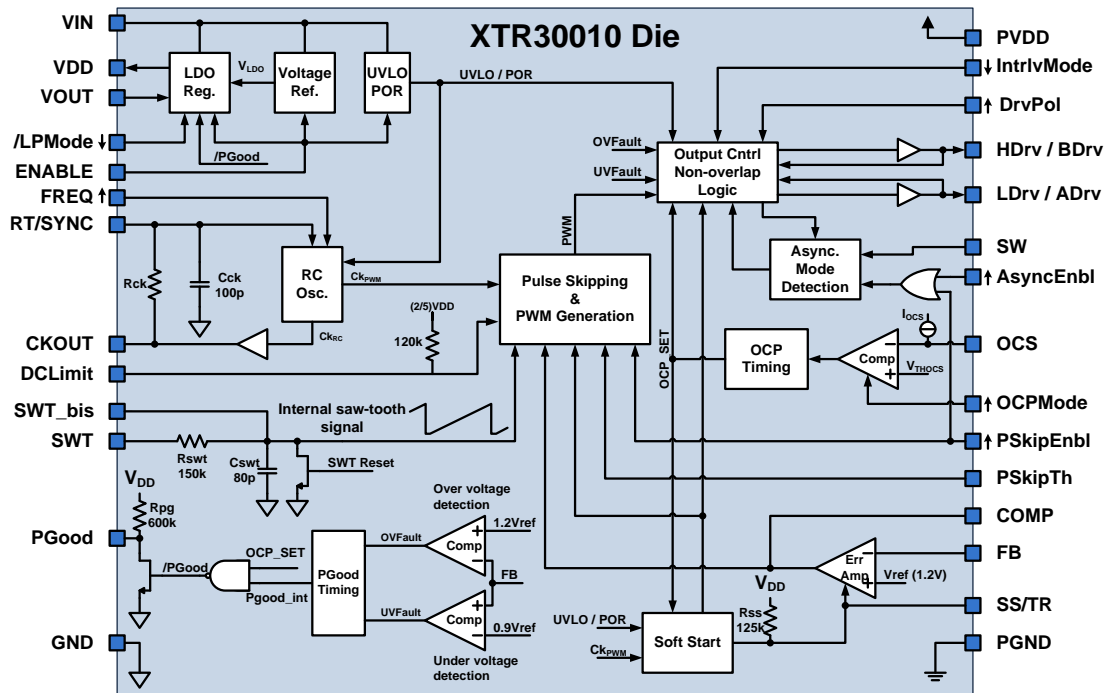 XTR30010 Die
VIN
VDD
VOUT
/LPMode
ENABLE
FREQ
RT/SYNC
CKOUT
DCLimit
SWT_bis
SWT
PGood
GND
PVDD
IntrlvMode
DrvPol
HDrv / BDrv
LDrv / ADrv
SW
AsyncEnbl
OCS
OCPMode
PSkipEnbl
PSkipTh
COMP
FB
SS/TR
PGND
LDO
Reg.
VLDO
Voltage
Ref.
UVLO
POR
UVLO / POR
/PGood
OVFault
UVFault
Output Cntrl
Non-overlap
Logic
PWM
Rck
Cck
100p
RC
Osc.
CkPWM
CkRC
(2/5)VDD
120k
Pulse Skipping
&
PWM Generation
Async.
Mode
Detection
IOCS
OCP_SET
OCP
Timing
Comp
VTHOCS
Internal saw-tooth
signal
Rswt
150k
Cswt
80p
SWT Reset
VDD
Rpg
600k
/PGood
OCP_SET
Pgood_int
PGood
Timing
OVFault
UVFault
Over voltage
detection
1.2Vref
Comp
FB
Comp
0.9Vref
Under voltage
detection
Err
Amp
Vref (1.2V)
VDD
Rss
125k
UVLO / POR
CkPWM
Soft Start